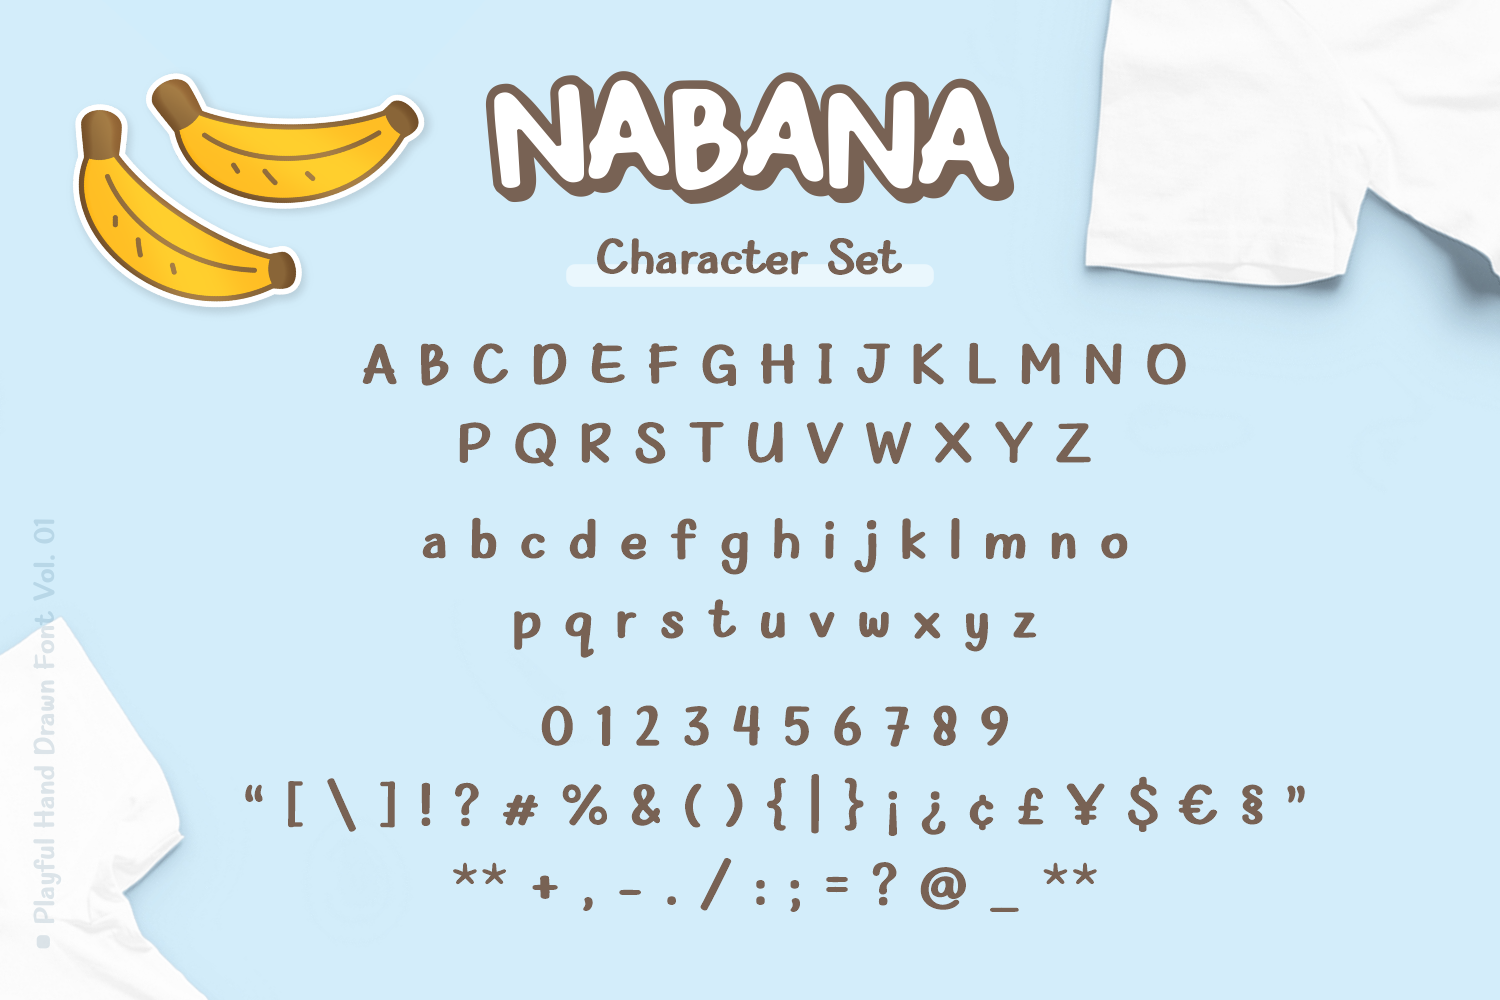 NABANA
Character Set
A B C D E F G H I J K L M N O
P Q R S T U V W X Y Z
a b c d e f g h i j k l m n o
p q r s t u v w x y z
0 1 2 3 4 5 6 7 8 9
“ [ \ ] ! ? # % & ( ) { | } ¡ ¿ ¢ £ ¥ $ € § ”
** + , - . / : ; = ? @ _ **
• Playful Hand Drawn Font Vol. 01